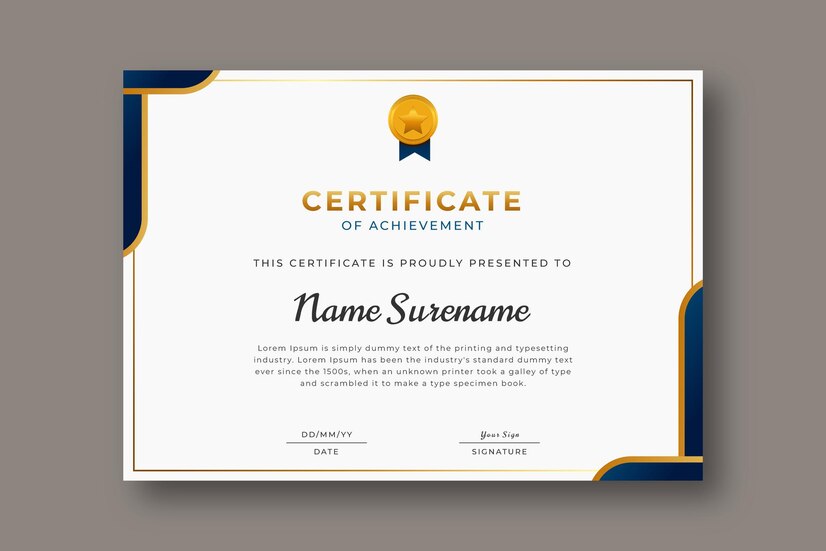 CERTIFICATE
OF ACHIEVEMENT
THIS CERTIFICATE IS PROUDLY PRESENTED TO
Name Surename
Lorem Ipsum is simply dummy text of the printing and typesetting
industry. Lorem Ipsum has been the industry's standard dummy text
ever since the 1500s, when an unknown printer took a galley of type
and scrambled it to make a type specimen book.
DD/MM/YY
DATE
Your Sign
SIGNATURE